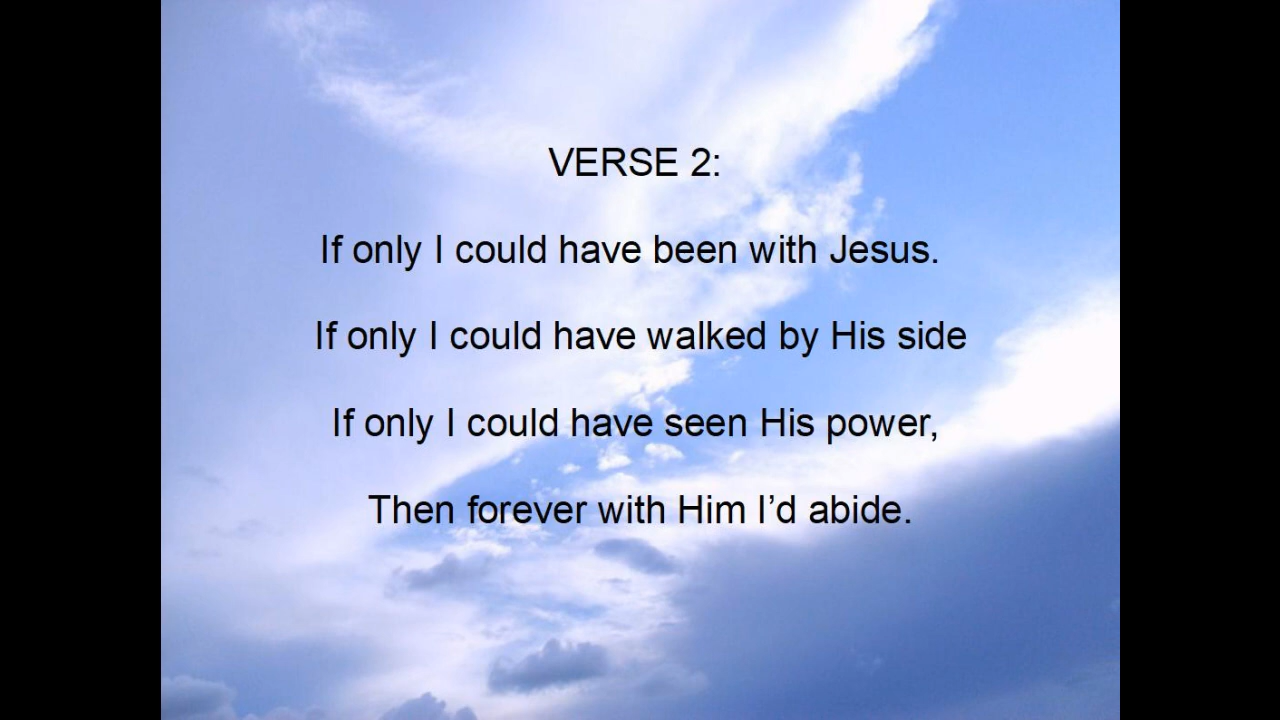 VERSE 2:
If only I could have been with Jesus.
If only I could have walked by His side
If only I could have seen His power,
Then forever with Him I’d abide.